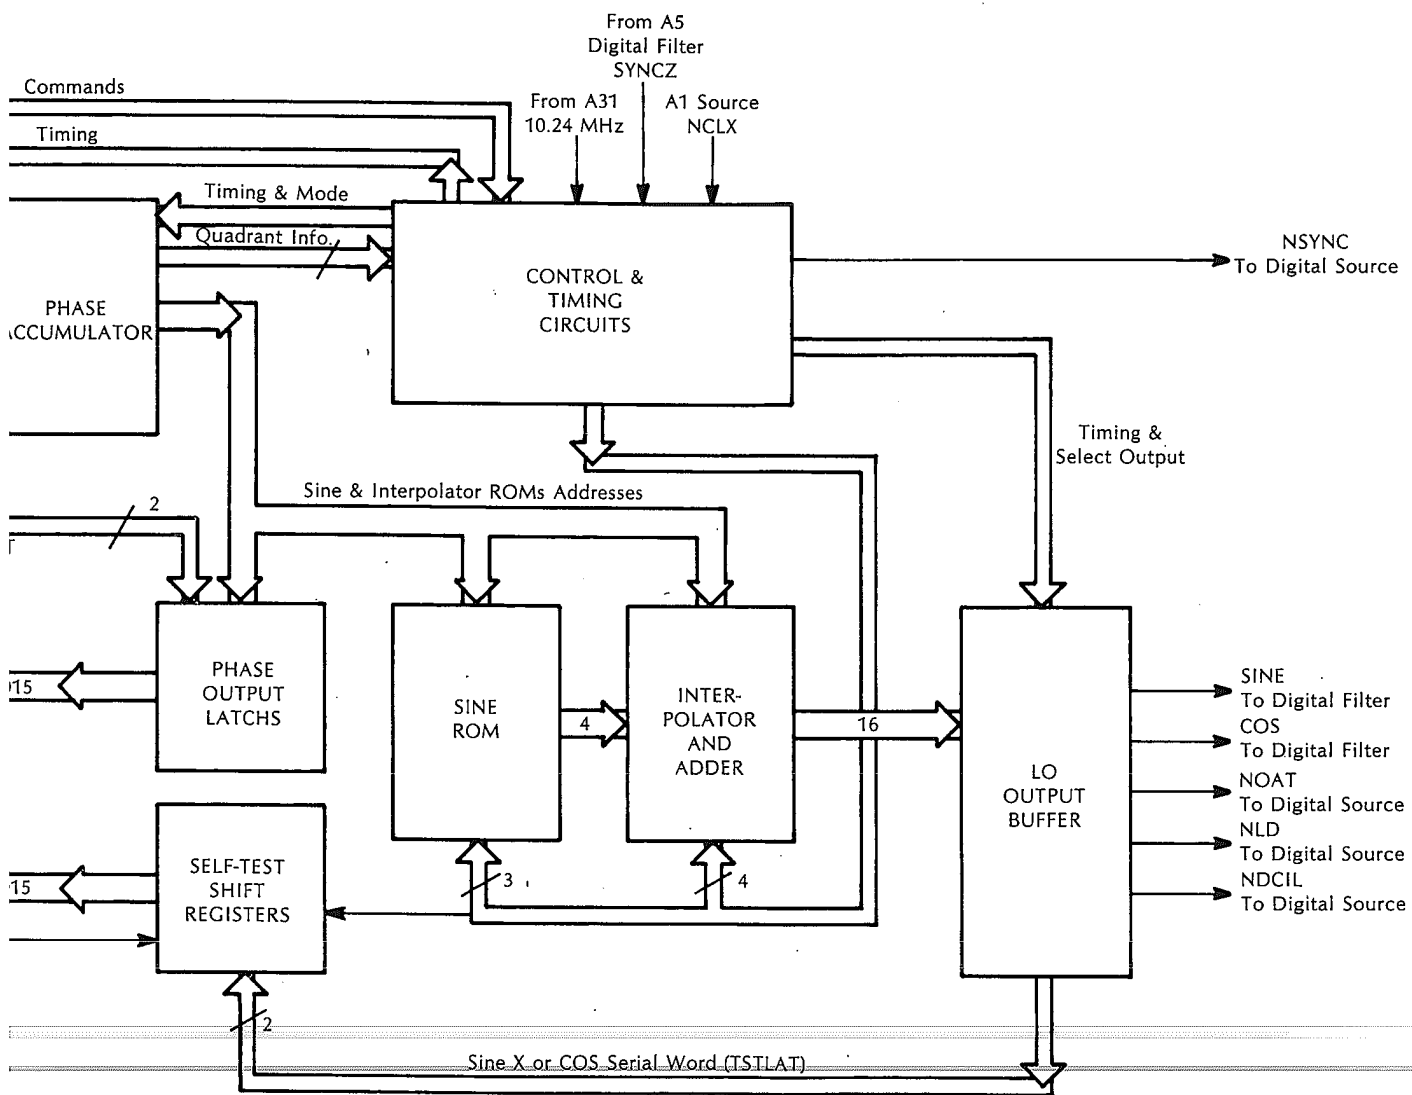 From A5
Digital Filter
SYNCZ
Commands
From A31
10.24 MHz
A1 Source
NCLX
Timing
Timing & Mode
Quadrant Info.
NSYNC
To Digital Source
CONTROL &
TIMING
CIRCUITS
PHASE
ACCUMULATOR
Timing &
Select Output
Sine & Interpolator ROMs Addresses
2
T
PHASE
OUTPUT
LATCHS
15
SINE
ROM
4
INTER-
POLATOR
AND
ADDER
16
LO
OUTPUT
BUFFER
SINE
To Digital Filter
COS
To Digital Filter
NOAT
To Digital Source
NLD
To Digital Source
NDCIL
To Digital Source
SELF-TEST
SHIFT
REGISTERS
15
3
4
2
Sine X or COS Serial Word (TSTLAT)